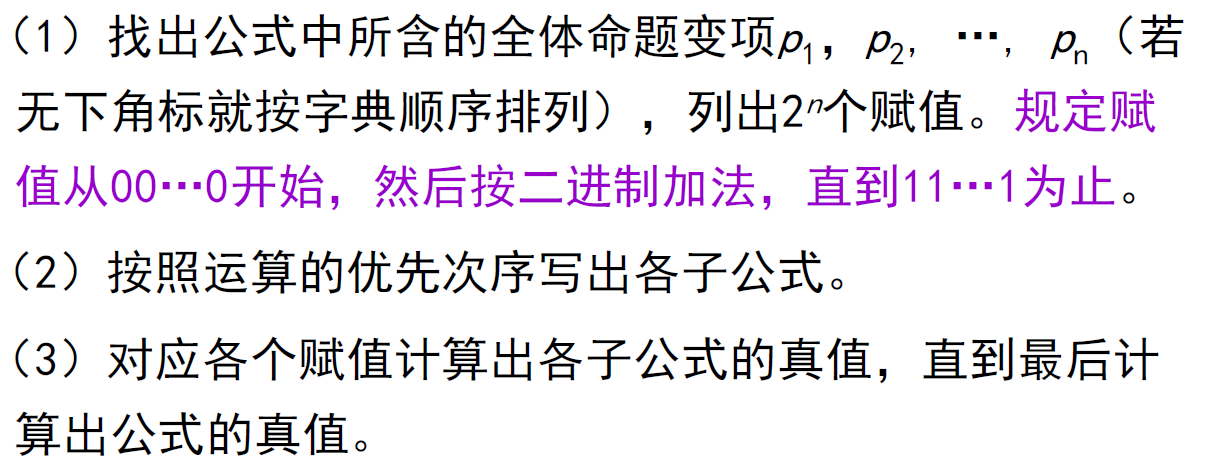 （1）找出公式中所含的全体命题变项p₁，p₂, …, pₙ（若
无下角标就按字典顺序排列），列出2ⁿ个赋值。规定赋
值从00…0开始，然后按二进制加法，直到11…1为止。
（2）按照运算的优先次序写出各子公式。
（3）对应各个赋值计算出各子公式的真值，直到最后计
算出公式的真值。